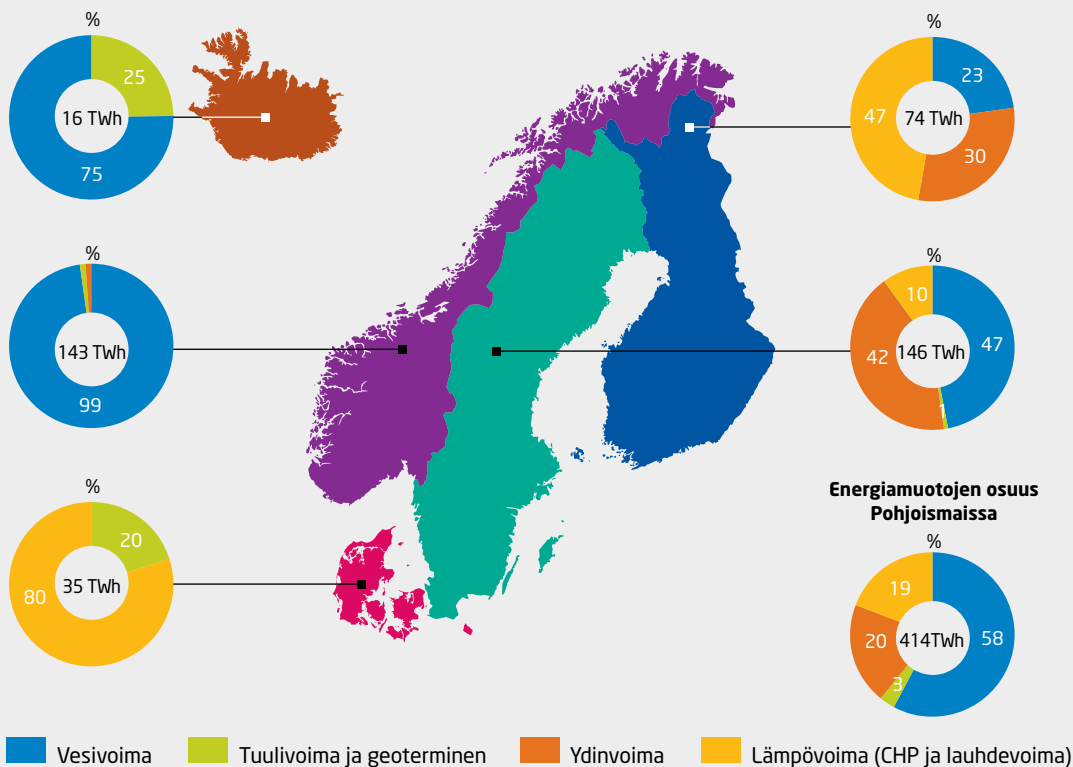 %
25
16 TWh
75
%
23
47
74 TWh
30
%
143 TWh
99
%
10
47
42
146 TWh
1
%
20
35 TWh
80
Energiamuotojen osuus
Pohjoismaissa
%
19
58
20
414TWh
3
Vesivoima
Tuulivoima ja geoterminen
Ydinvoima
Lämpövoima (CHP ja lauhdevoima)